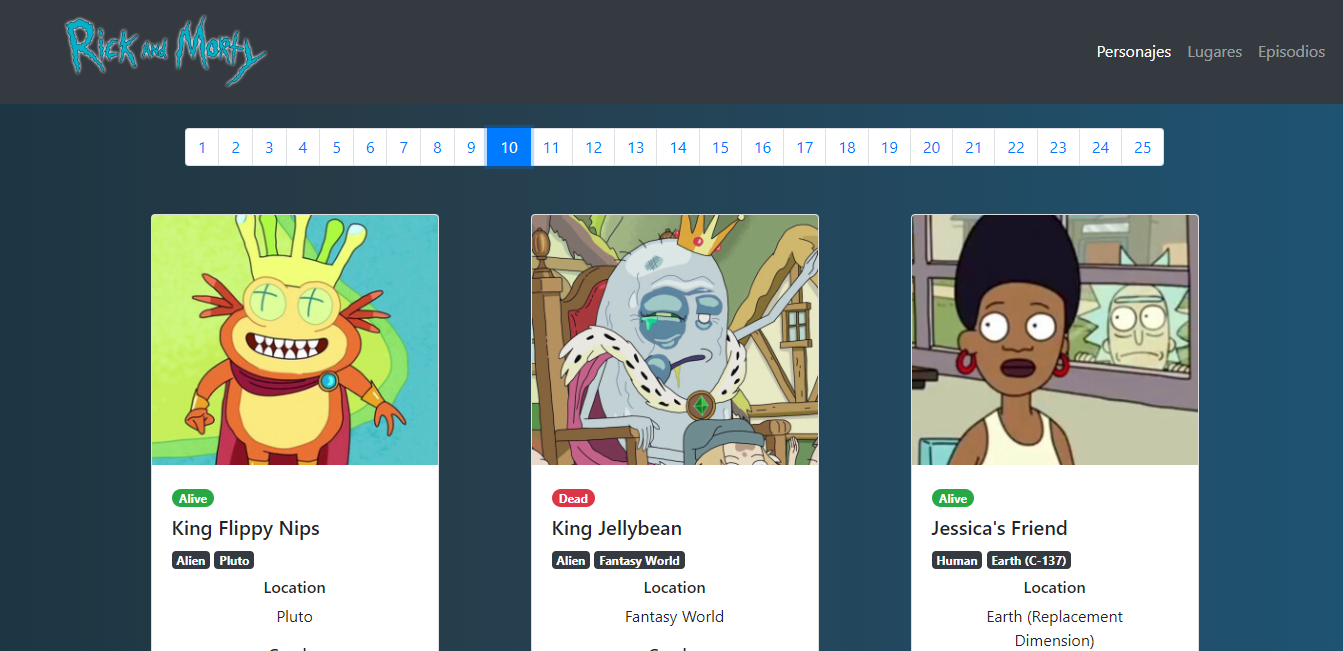 Rick and Morty
Personajes Lugares Episodios
1 2 3 4 5 6 7 8 9 10 11 12 13 14 15 16 17 18 19 20 21 22 23 24 25
Alive
King Flippy Nips
Alien Pluto
Location
Pluto
Dead
King Jellybean
Alien Fantasy World
Location
Fantasy World
Alive
Jessica's Friend
Human Earth (C-137)
Location
Earth (Replacement
Dimension)